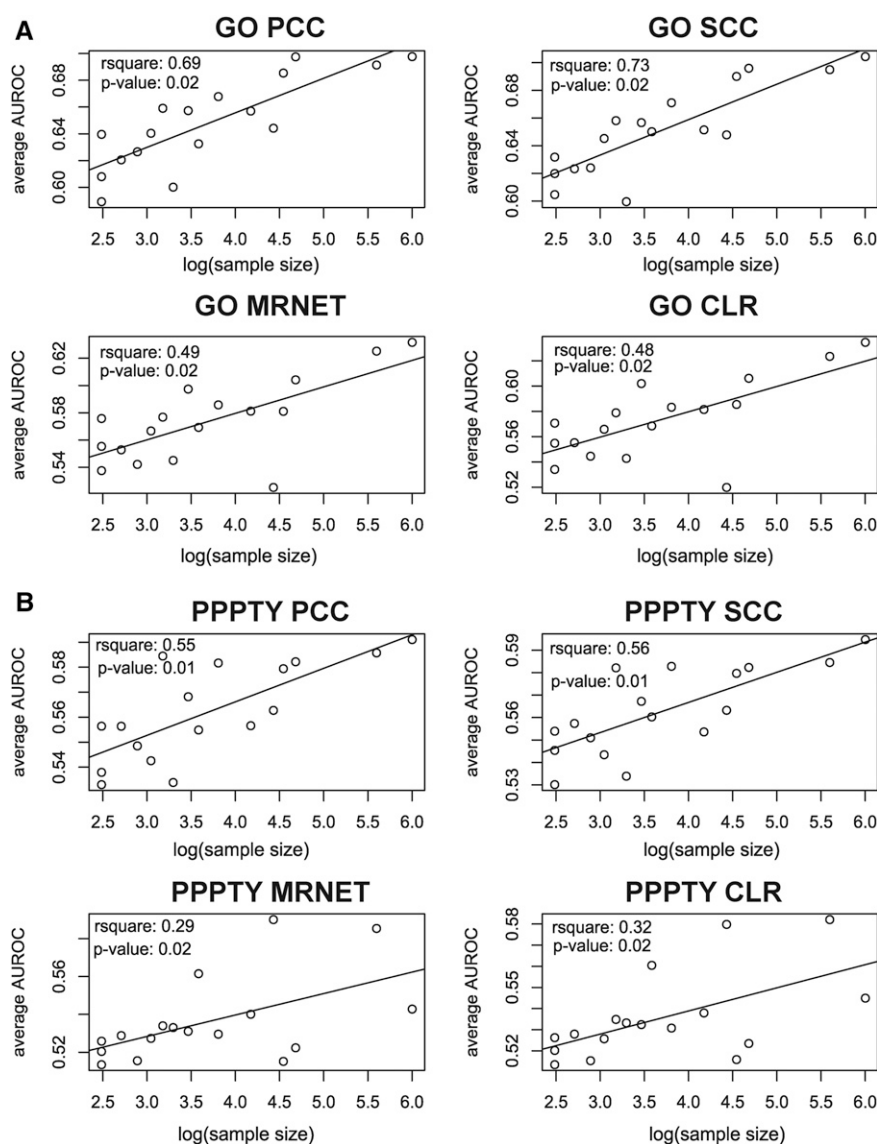 A
GO PCC
rsquare: 0.69
p-value: 0.02
average AUROC
0.60 0.64 0.68
2.5 3.0 3.5 4.0 4.5 5.0 5.5 6.0
log(sample size)
GO SCC
rsquare: 0.73
p-value: 0.02
average AUROC
0.60 0.64 0.68
2.5 3.0 3.5 4.0 4.5 5.0 5.5 6.0
log(sample size)
GO MRNET
rsquare: 0.49
p-value: 0.02
average AUROC
0.54 0.58 0.62
2.5 3.0 3.5 4.0 4.5 5.0 5.5 6.0
log(sample size)
GO CLR
rsquare: 0.48
p-value: 0.02
average AUROC
0.52 0.56 0.60
2.5 3.0 3.5 4.0 4.5 5.0 5.5 6.0
log(sample size)
B
PPPTY PCC
rsquare: 0.55
p-value: 0.01
average AUROC
0.54 0.56 0.58
2.5 3.0 3.5 4.0 4.5 5.0 5.5 6.0
log(sample size)
PPPTY SCC
rsquare: 0.56
p-value: 0.01
average AUROC
0.53 0.56 0.59
2.5 3.0 3.5 4.0 4.5 5.0 5.5 6.0
log(sample size)
PPPTY MRNET
rsquare: 0.29
p-value: 0.02
average AUROC
0.52 0.56
2.5 3.0 3.5 4.0 4.5 5.0 5.5 6.0
log(sample size)
PPPTY CLR
rsquare: 0.32
p-value: 0.02
average AUROC
0.52 0.55 0.58
2.5 3.0 3.5 4.0 4.5 5.0 5.5 6.0
log(sample size)